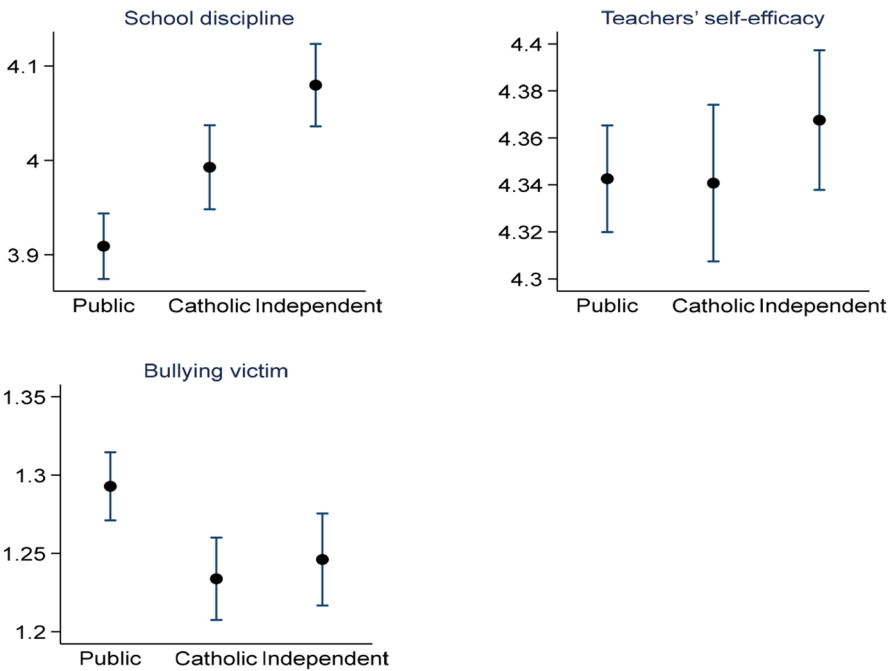 School discipline
4.1
4
3.9
Public Catholic Independent
Teachers' self-efficacy
4.4
4.38
4.36
4.34
4.32
4.3
Public Catholic Independent
Bullying victim
1.35
1.3
1.25
1.2
Public Catholic Independent